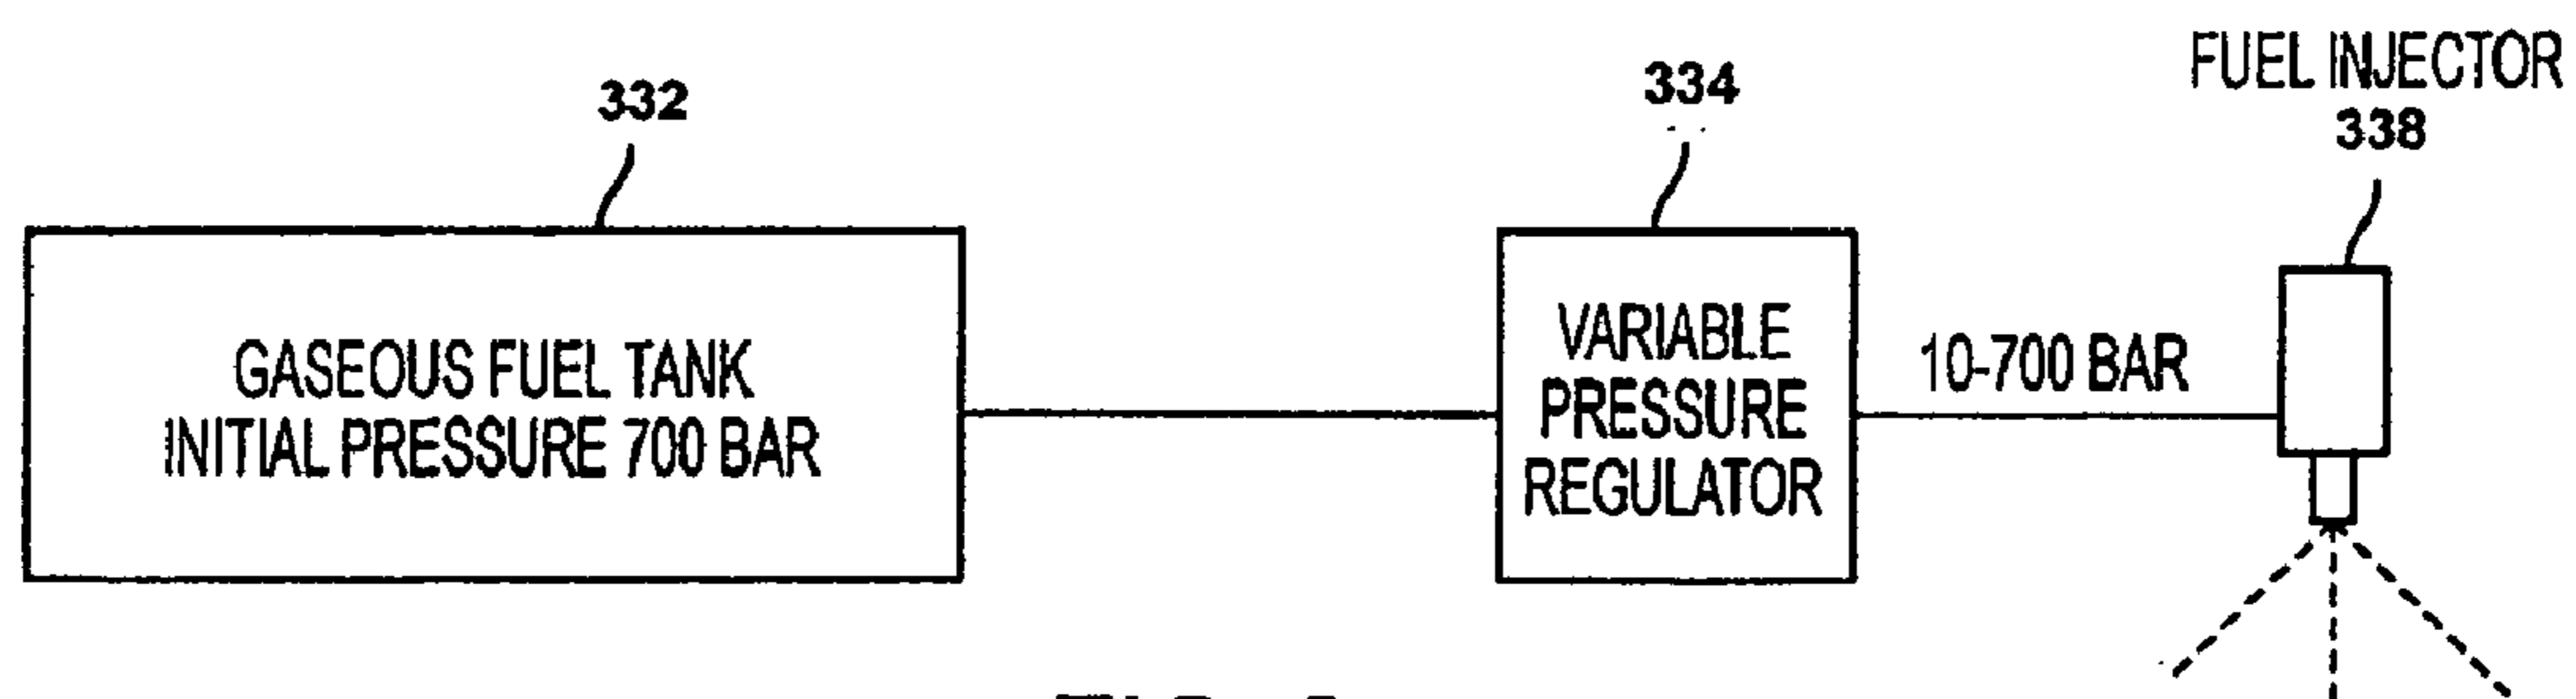 332
334
FUEL INJECTOR
338
GASEOUS FUEL TANK
INITIAL PRESSURE 700 BAR
VARIABLE
PRESSURE
REGULATOR
10-700 BAR